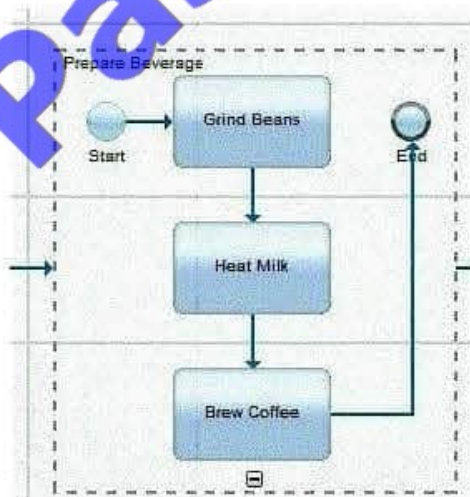 Prepare Beverage
Grind Beans
Start
End
Heat Milk
Brew Coffee